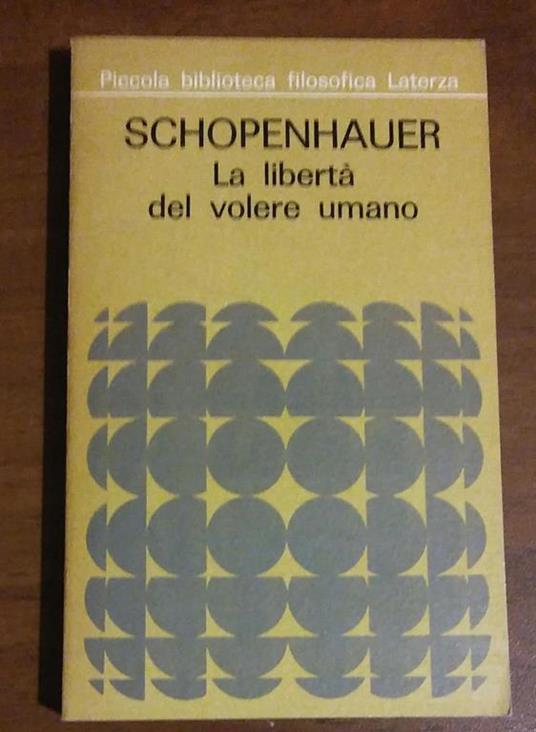 Piccola biblioteca filosofica Laterza
SCHOPENHAUER
La libertà
del volere umano